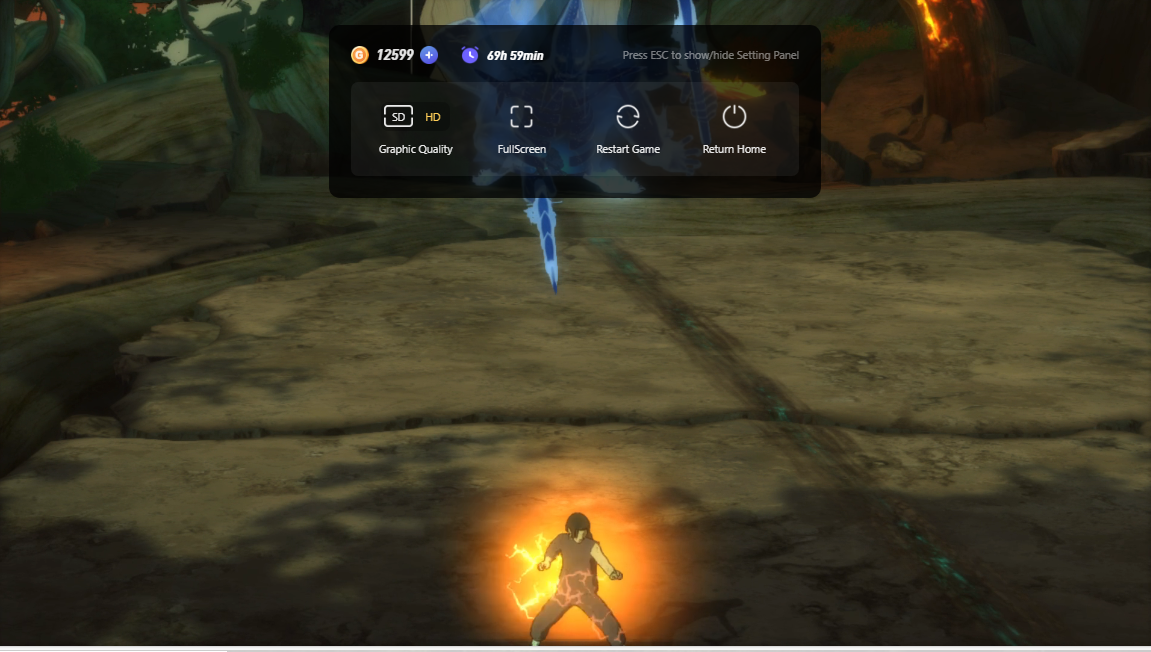 G 12599 + 69h 59min Press ESC to show/hide Setting Panel
SD HD
Graphic Quality FullScreen Restart Game Return Home